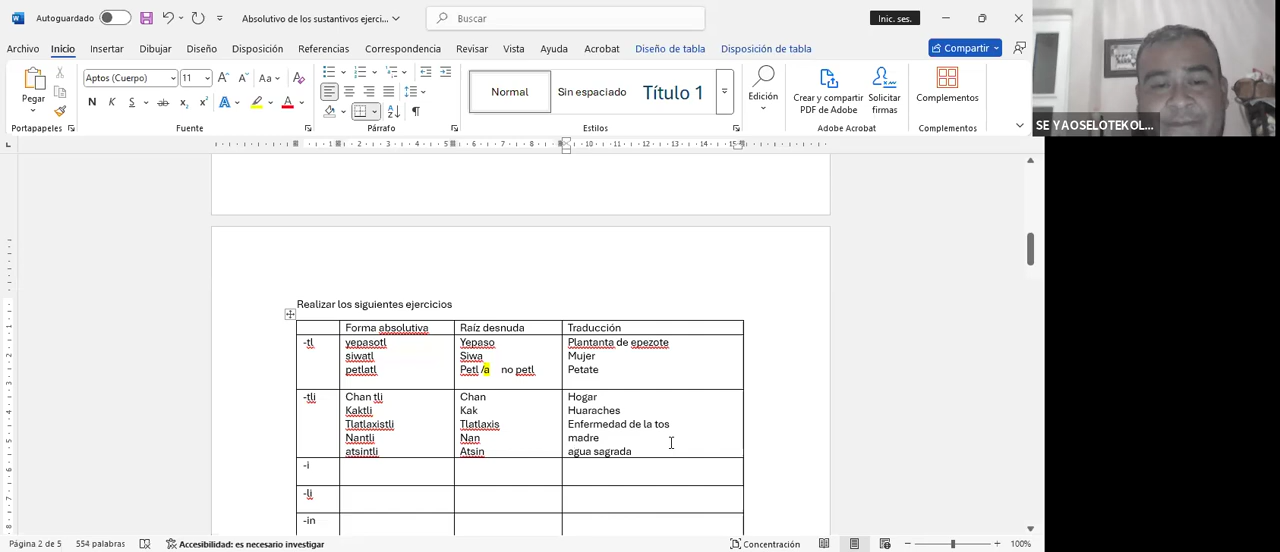 Autoguardado
Absolutivo de los sustantivos ejerci...
Buscar
Inic. ses.
Archivo Inicio Insertar Dibujar Diseño Disposición Referencias Correspondencia Revisar Vista Ayuda Acrobat Diseño de tabla Disposición de tabla
Compartir
Aptos (Cuerpo) 11
Normal Sin espaciado Título 1
Pegar
Edición
Crear y compartir PDF de Adobe
Solicitar firmas
Complementos
Portapapeles Fuente Párrafo Estilos Adobe Acrobat Complementos
SE YAOSELOTEKOL...
Realizar los siguientes ejercicios
Forma absolutiva Raíz desnuda Traducción
-tl yepasotl Yepaso Plantanta de epezote
siwatl Siwa Mujer
petlatl Petl /a no petl Petate
-tli Chan tli Chan Hogar
Kaktli Kak Huaraches
Tlatlaxistli Tlatlaxis Enfermedad de la tos
Nantli Nan madre
atsintli Atsin agua sagrada
-i
-li
-in
Página 2 de 5 554 palabras Accesibilidad: es necesario investigar Concentración 100%